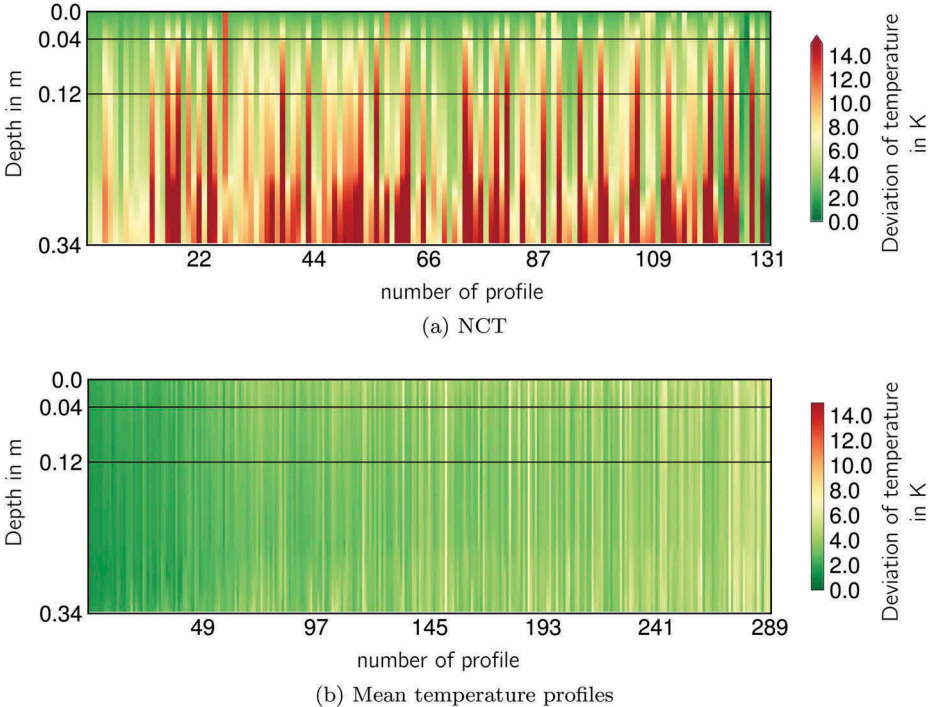 0.0
0.04
0.12
0.34
Depth in m
22 44 66 87 109 131
number of profile
14.0
12.0
10.0
8.0
6.0
4.0
2.0
0.0
Deviation of temperature
in K
(a) NCT
0.0
0.04
0.12
0.34
Depth in m
49 97 145 193 241 289
number of profile
14.0
12.0
10.0
8.0
6.0
4.0
2.0
0.0
Deviation of temperature
in K
(b) Mean temperature profiles